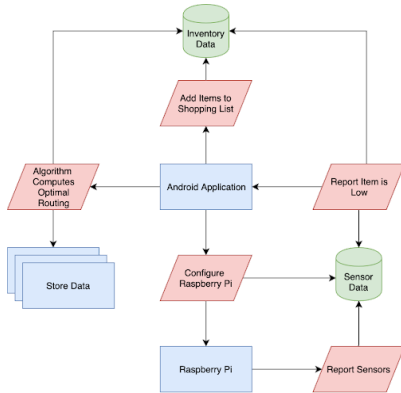 Inventory
Data
Add Items to
Shopping List
Algorithm
Computes
Optimal
Routing
Android Application
Report Item is
Low
Store Data
Configure
Raspberry Pi
Sensor
Data
Raspberry Pi
Report Sensors